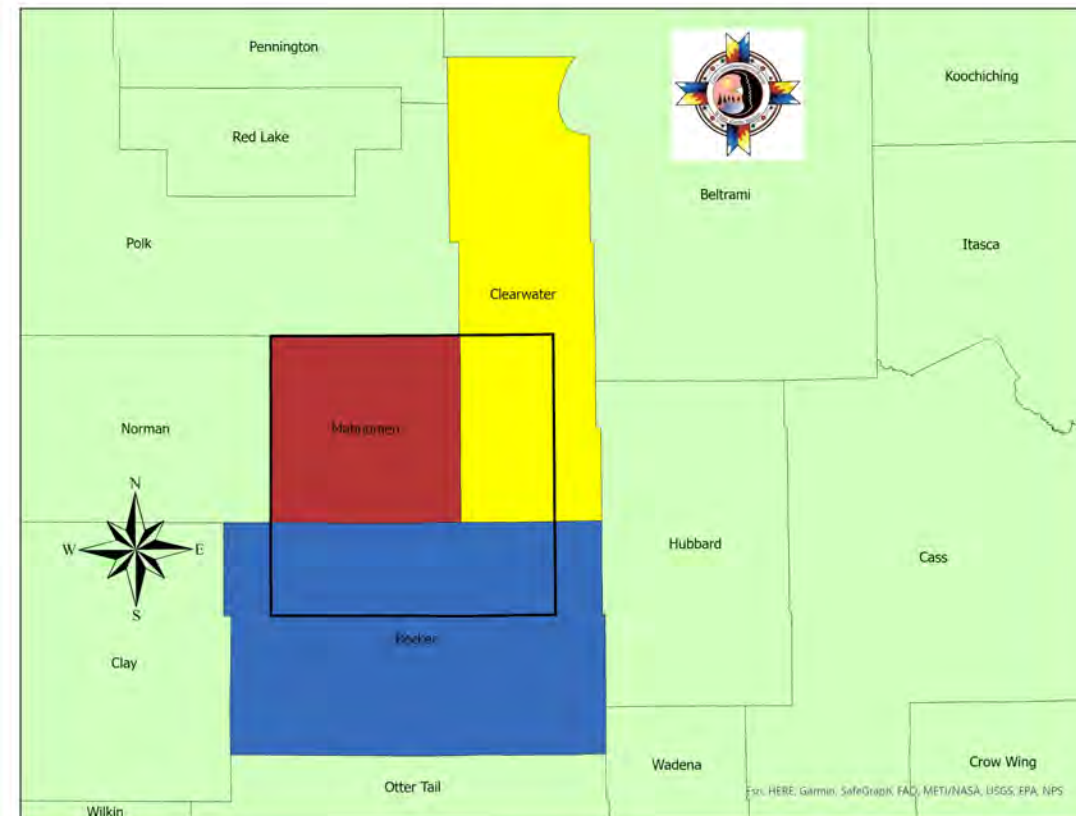 Pennington
Koochiching
Red Lake
Beltrami
Polk
Itasca
Clearwater
Norman
Mahnomen
N
W
E
S
Hubbard
Cass
Becker
Clay
Wadena
Crow Wing
Otter Tail
Esri, HERE, Garmin, SafeGraph, FAO, METI/NASA, USGS, EPA, NPS
Wilkin